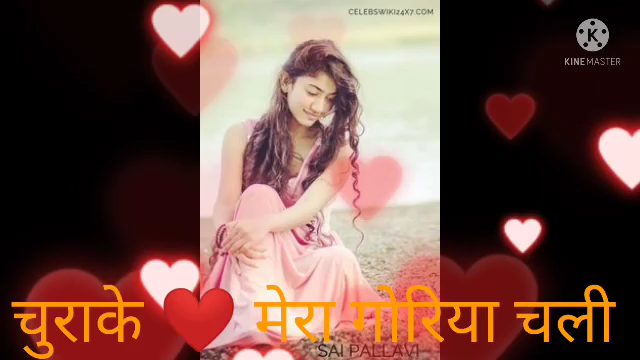 CELEBSWIKI24X7.COM
K
KINEMASTER
चुराके ❤️ मेरा गोरिया चली
SAI PALLAVI